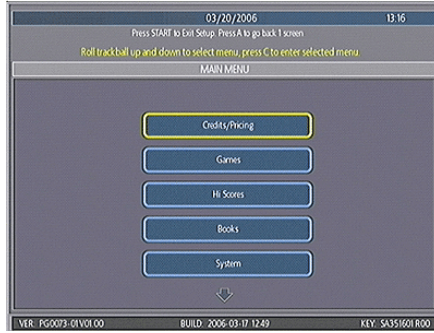 03/20/2006 13:16
Press START to Exit Setup. Press A to go back 1 screen
Roll trackball up and down to select menu, press C to enter selected menu.
MAIN MENU
Credits/Pricing
Games
Hi Scores
Books
System
VER: PG0073-01V01.00 BUILD: 2006-03-17 12:49 KEY: SA351601 R00